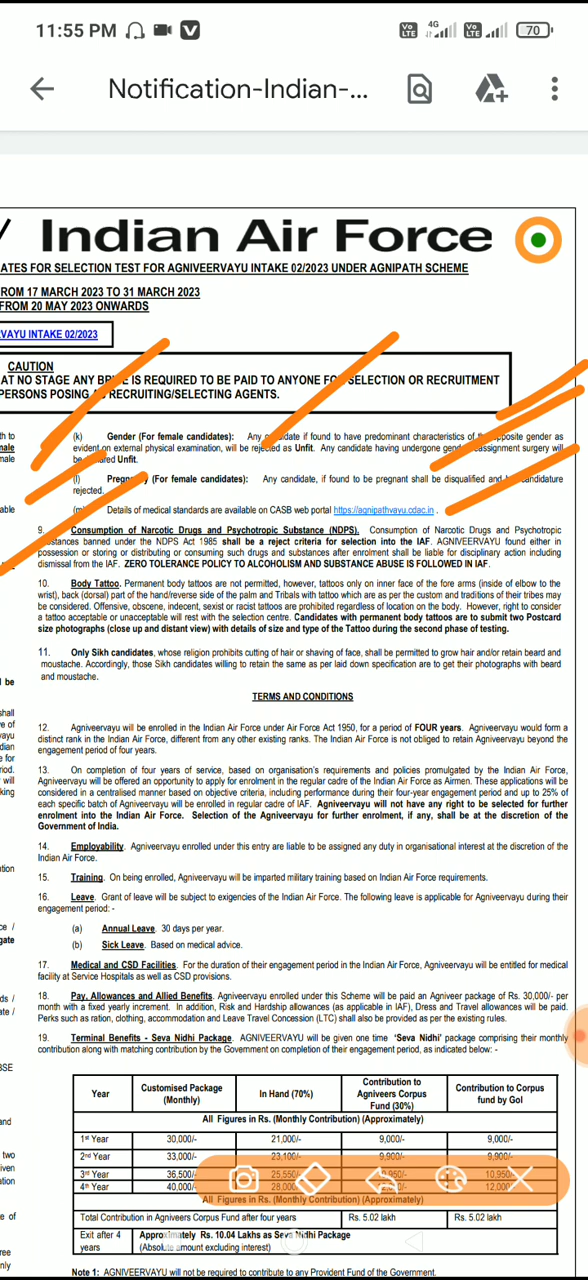 11:55 PM
Vo LTE 4G Vo LTE 70
Notification-Indian-...
Indian Air Force
ATES FOR SELECTION TEST FOR AGNIVEERVAYU INTAKE 02/2023 UNDER AGNIPATH SCHEME
ROM 17 MARCH 2023 TO 31 MARCH 2023
FROM 20 MAY 2023 ONWARDS
VAYU INTAKE 02/2023
CAUTION
AT NO STAGE ANY IS REQUIRED TO BE PAID TO ANYONE FOR SELECTION OR RECRUITMENT
PERSONS POSING RECRUITING/SELECTING AGENTS.
(k) Gender (For female candidates): Any if found to have predominant characteristics of opposite gender as
evident on external physical examination, will be rejected as Unfit. Any candidate having undergone surgery will
be Unfit.
(l) (For female candidates): Any candidate, if found to be pregnant shall be disqualified and candidature
rejected.
Details of medical standards are available on CASB web portal https://agnipathvayu.cdac.in .
9. Consumption of Narcotic Drugs and Psychotropic Substance (NDPS). Consumption of Narcotic Drugs and Psychotropic
Substances banned under the NDPS Act 1985 shall be a reject criteria for selection into the IAF. AGNIVEERVAYU found either in
possession or storing or distributing or consuming such drugs and substances after enrolment shall be liable for disciplinary action including
dismissal from the IAF. ZERO TOLERANCE POLICY TO ALCOHOLISM AND SUBSTANCE ABUSE IS FOLLOWED IN IAF.
10. Body Tattoo. Permanent body tattoos are not permitted, however, tattoos only on inner face of fore arms (inside of elbow to the
wrist), back (dorsal) part of the hand/reverse side of the palm and Tribals with tattoo which are as per the custom and traditions of their tribes may
be considered. Offensive, obscene, indecent, sexist or racist tattoos are prohibited regardless of location on the body. However, right to consider
a tattoo acceptable or unacceptable will rest with the selection centre. Candidates with permanent body tattoos are to submit two Postcard
size photographs (close up and distant view) with details of size and type of the Tattoo during the second phase of testing.
11. Only Sikh candidates, whose religion prohibits cutting of hair or shaving of face, shall be permitted to grow hair and/or retain beard and
moustache. Accordingly, those Sikh candidates willing to retain the same as per laid down specification are to get their photographs with beard
and moustache.
TERMS AND CONDITIONS
12. Agniveervayu will be enrolled in the Indian Air Force under Air Force Act 1950, for a period of FOUR years. Agniveervayu would form a
distinct rank in the Indian Air Force, different from any other existing ranks. The Indian Air Force is not obliged to retain Agniveervayu beyond the
engagement period of four years.
13. On completion of four years of service, based on organisation's requirements and policies promulgated by the Indian Air Force,
Agniveervayu will be offered an opportunity to apply for enrolment in the regular cadre of the Indian Air Force as Airmen. These applications will be
considered in a centralised manner based on objective criteria, including performance during their four-year engagement period and up to 25% of
each specific batch of Agniveervayu will be enrolled in regular cadre of IAF. Agniveervayu will not have any right to be selected for further
enrolment into the Indian Air Force. Selection of the Agniveervayu for further enrolment, if any, shall be at the discretion of the
Government of India.
14. Employability. Agniveervayu enrolled under this entry are liable to be assigned any duty in organisational interest at the discretion of the
Indian Air Force.
15. Training. On being enrolled, Agniveervayu will be imparted military training based on Indian Air Force requirements.
16. Leave. Grant of leave will be subject to exigencies of the Indian Air Force. The following leave is applicable for Agniveervayu during their
engagement period: -
(a) Annual Leave. 30 days per year.
(b) Sick Leave. Based on medical advice.
17. Medical and CSD Facilities. For the duration of their engagement period in the Indian Air Force, Agniveervayu will be entitled for medical
facility at Service Hospitals as well as CSD provisions.
18. Pay, Allowances and Allied Benefits. Agniveervayu enrolled under this Scheme will be paid an Agniveer package of Rs. 30,000/- per
month with a fixed yearly increment. In addition, Risk and Hardship allowances (as applicable in IAF), Dress and Travel allowances will be paid.
Perks such as ration, clothing, accommodation and Leave Travel Concession (LTC) shall also be provided as per the existing rules.
19. Terminal Benefits - Seva Nidhi Package. AGNIVEERVAYU will be given one time 'Seva Nidhi' package comprising their monthly
contribution along with matching contribution by the Government on completion of their engagement period, as indicated below: -
Year Customised Package (Monthly) In Hand (70%) Contribution to Agniveers Corpus Fund (30%) Contribution to Corpus fund by GoI
All Figures in Rs. (Monthly Contribution) (Approximately)
1st Year 30,000/- 21,000/- 9,000/- 9,000/-
2nd Year 33,000/- 23,100/- 9,900/- 9,900/-
3rd Year 36,500/- 25,550/- 10,950/-
4th Year 40,000/- 28,000 12,000
All Figures in Rs. (Monthly Contribution) (Approximately)
Total Contribution in Agniveers Corpus Fund after four years Rs. 5.02 lakh Rs. 5.02 lakh
Exit after 4 years Approximately Rs. 10.04 Lakhs as Seva Nidhi Package
(Absolute amount excluding interest)
Note 1: AGNIVEERVAYU will not be required to contribute to any Provident Fund of the Government.